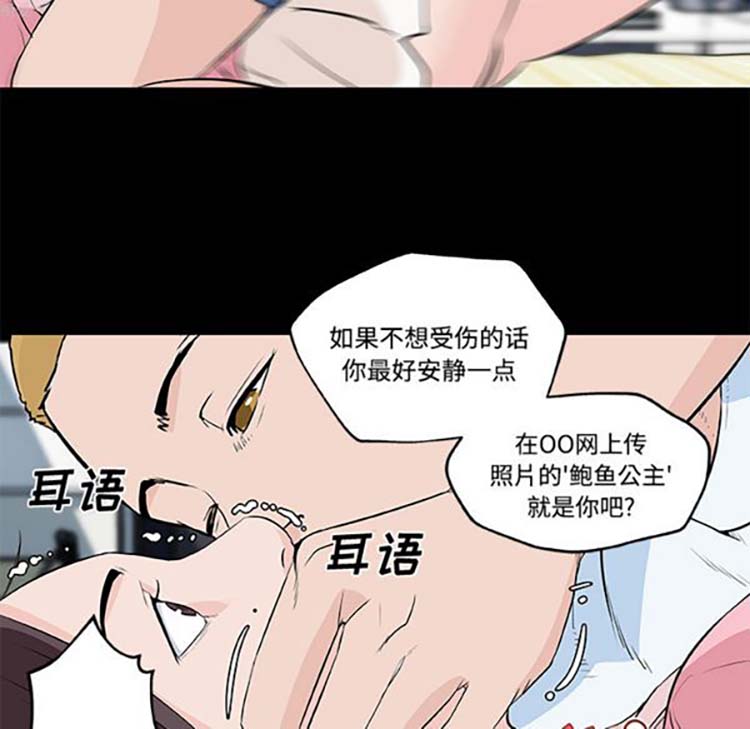 如果不想受伤的话
你最好安静一点
在OO网上传
照片的'鲍鱼公主'
就是你吧?
耳语
耳语